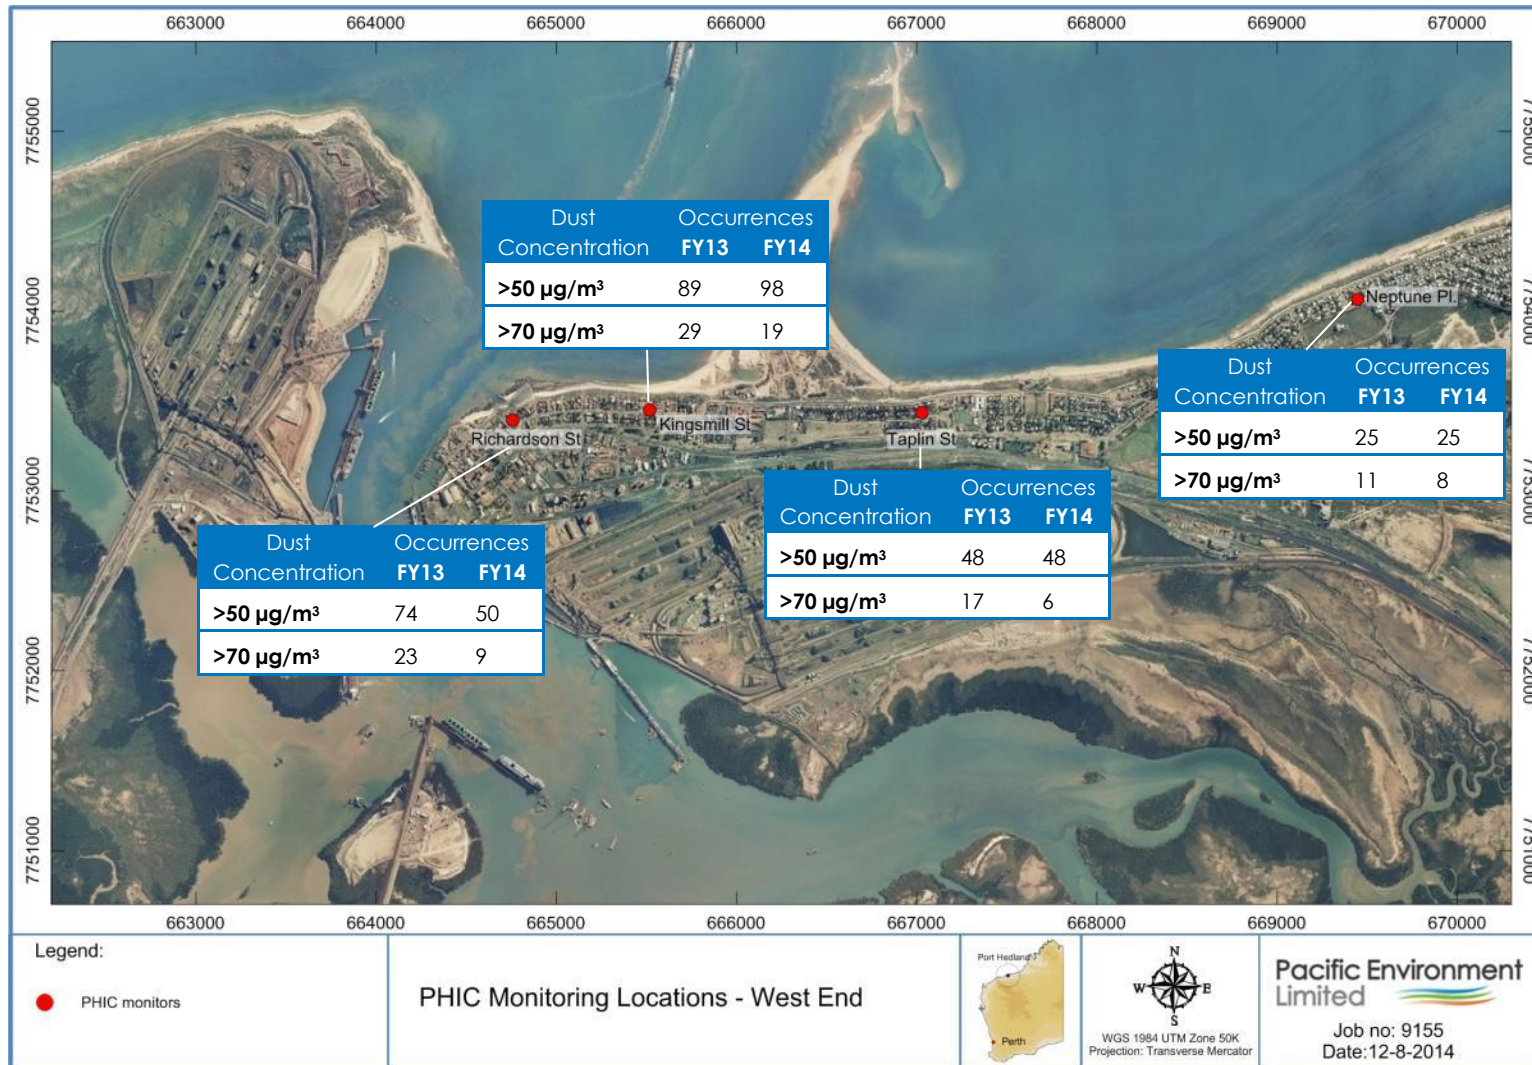 663000 664000 665000 666000 667000 668000 669000 670000
7755000
7754000
7753000
7752000
7751000
7755000
7754000
7753000
7752000
7751000
Dust Occurrences
Concentration FY13 FY14
>50 µg/m³ 89 98
>70 µg/m³ 29 19
Neptune Pl.
Dust Occurrences
Concentration FY13 FY14
>50 µg/m³ 25 25
>70 µg/m³ 11 8
Richardson St
Kingsmill St
Taplin St
Dust Occurrences
Concentration FY13 FY14
>50 µg/m³ 48 48
>70 µg/m³ 17 6
Dust Occurrences
Concentration FY13 FY14
>50 µg/m³ 74 50
>70 µg/m³ 23 9
663000 664000 665000 666000 667000 668000 669000 670000
Legend:
PHIC monitors
PHIC Monitoring Locations - West End
Port Hedland
Perth
N
W E
S
WGS 1984 UTM Zone 50K
Projection: Transverse Mercator
Pacific Environment
Limited
Job no: 9155
Date:12-8-2014